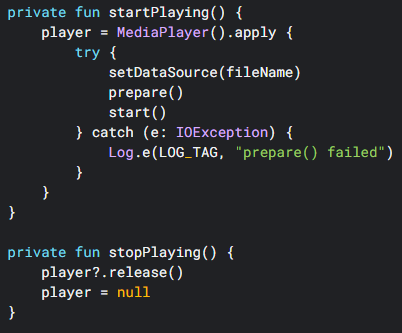 private fun startPlaying() {
    player = MediaPlayer().apply {
        try {
            setDataSource(fileName)
            prepare()
            start()
        } catch (e: IOException) {
            Log.e(LOG_TAG, "prepare() failed")
        }
    }
}

private fun stopPlaying() {
    player?.release()
    player = null
}